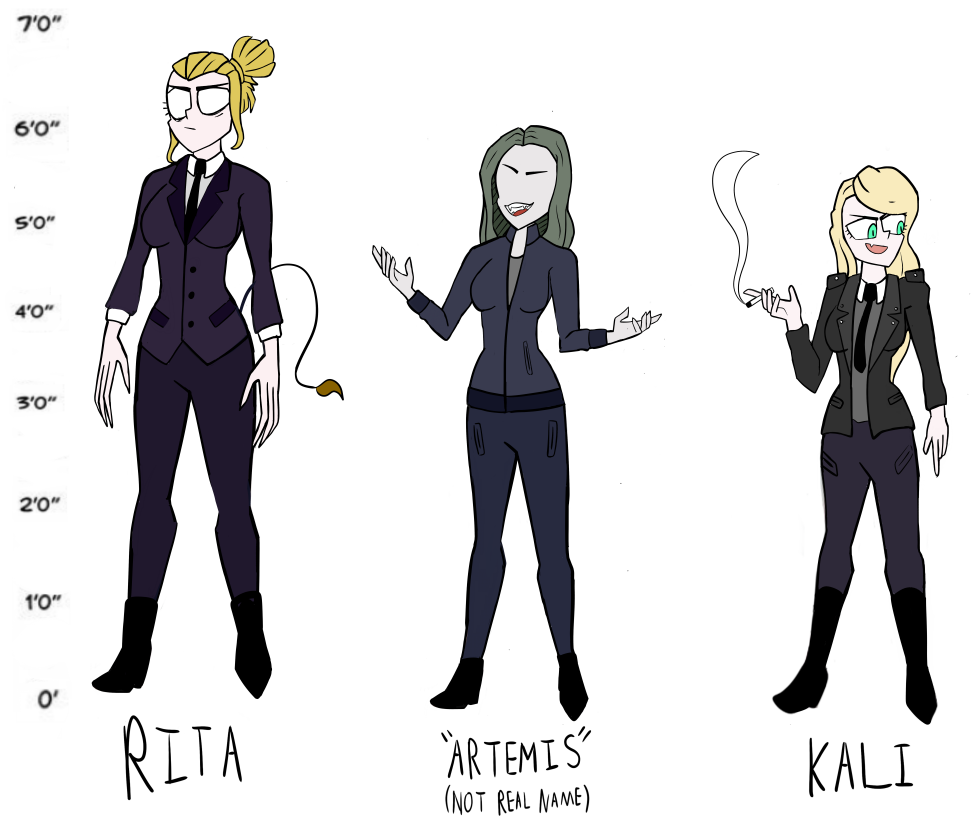 7'0"
6'0"
5'0"
4'0"
3'0"
2'0"
1'0"
0'
RITA
"ARTEMIS"
(NOT REAL NAME)
KALI